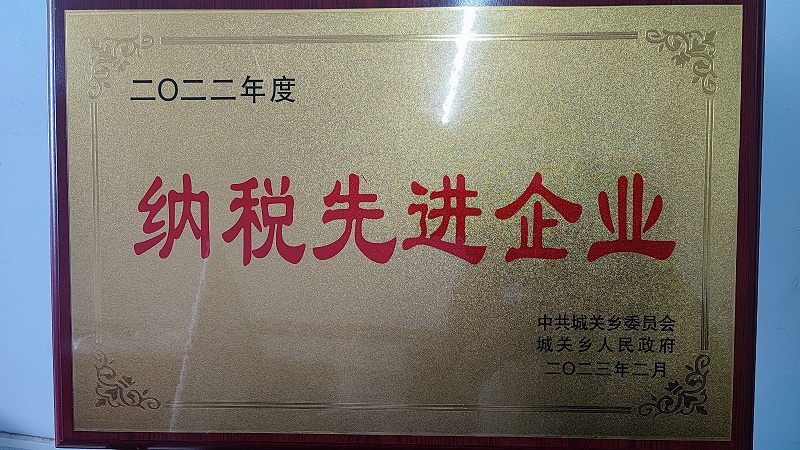 二〇二二年度
纳税先进企业
中共城关乡委员会
城关乡人民政府
二〇二三年二月